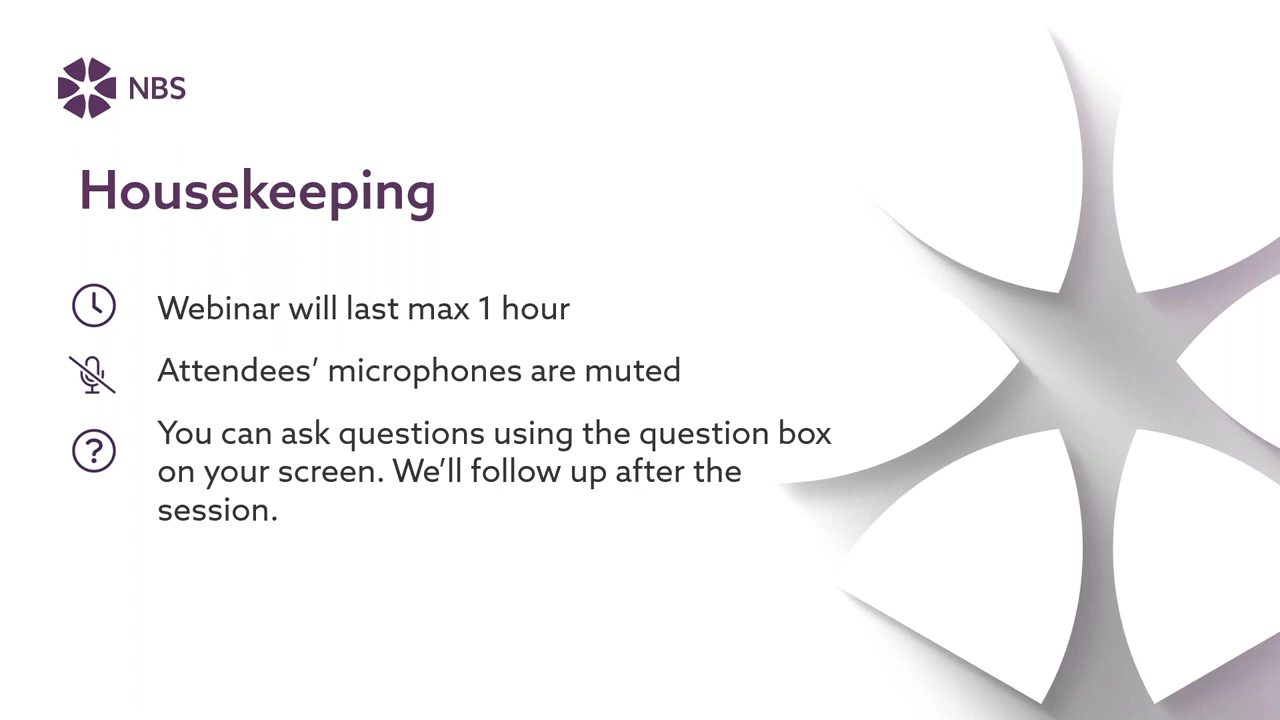 NBS
Housekeeping
Webinar will last max 1 hour
Attendees’ microphones are muted
You can ask questions using the question box
on your screen. We’ll follow up after the
session.